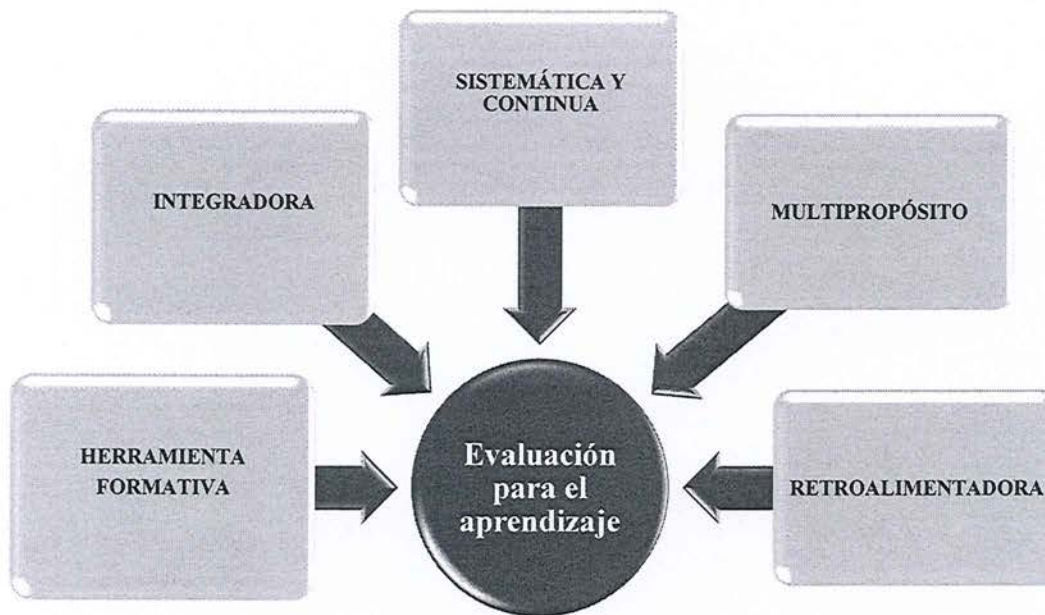 SISTEMÁTICA Y
CONTINUA
INTEGRADORA
MULTIPROPÓSITO
HERRAMIENTA
FORMATIVA
Evaluación
para el
aprendizaje
RETROALIMENTADORA